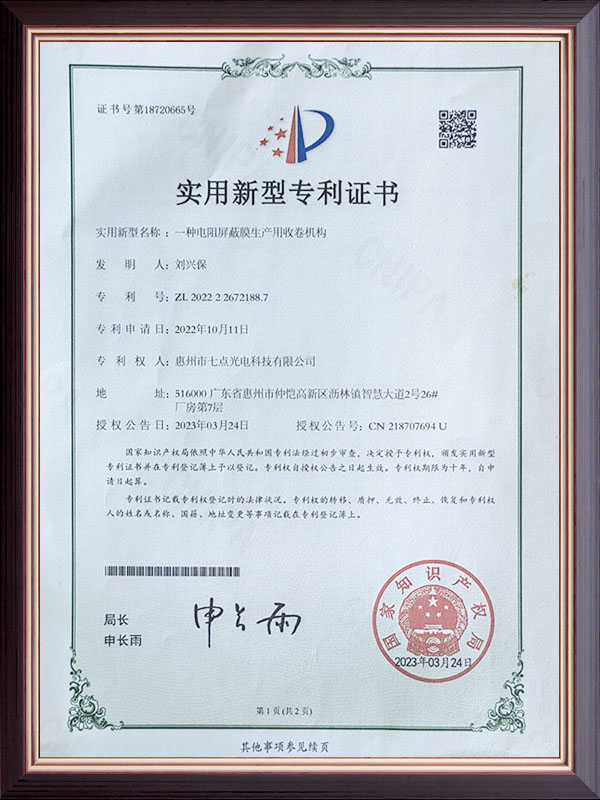 证书号第18720665号
实用新型专利证书
实用新型名称：一种电阻屏蔽膜生产用收卷机构
发明人：刘兴保
专利号：ZL 2022 2 2672188.7
专利申请日：2022年10月11日
专利权人：惠州市七点光电科技有限公司
地址：516000 广东省惠州市仲恺高新区沥林镇智慧大道2号26#
厂房第7层
授权公告日：2023年03月24日 授权公告号：CN 218707694 U
国家知识产权局依照中华人民共和国专利法经过初步审查，决定授予专利权，颁发实用新型
专利证书并在专利登记簿上予以登记。专利权自授权公告之日起生效。专利权期限为十年，自申
请日起算。
专利证书记载专利权登记时的法律状况。专利权的转移、质押、无效、终止、恢复和专利权
人的姓名或名称、国籍、地址变更等事项记载在专利登记簿上。
局长
申长雨
申长雨
国家知识产权局
2023年03月24日
第1页(共2页)
其他事项参见续页